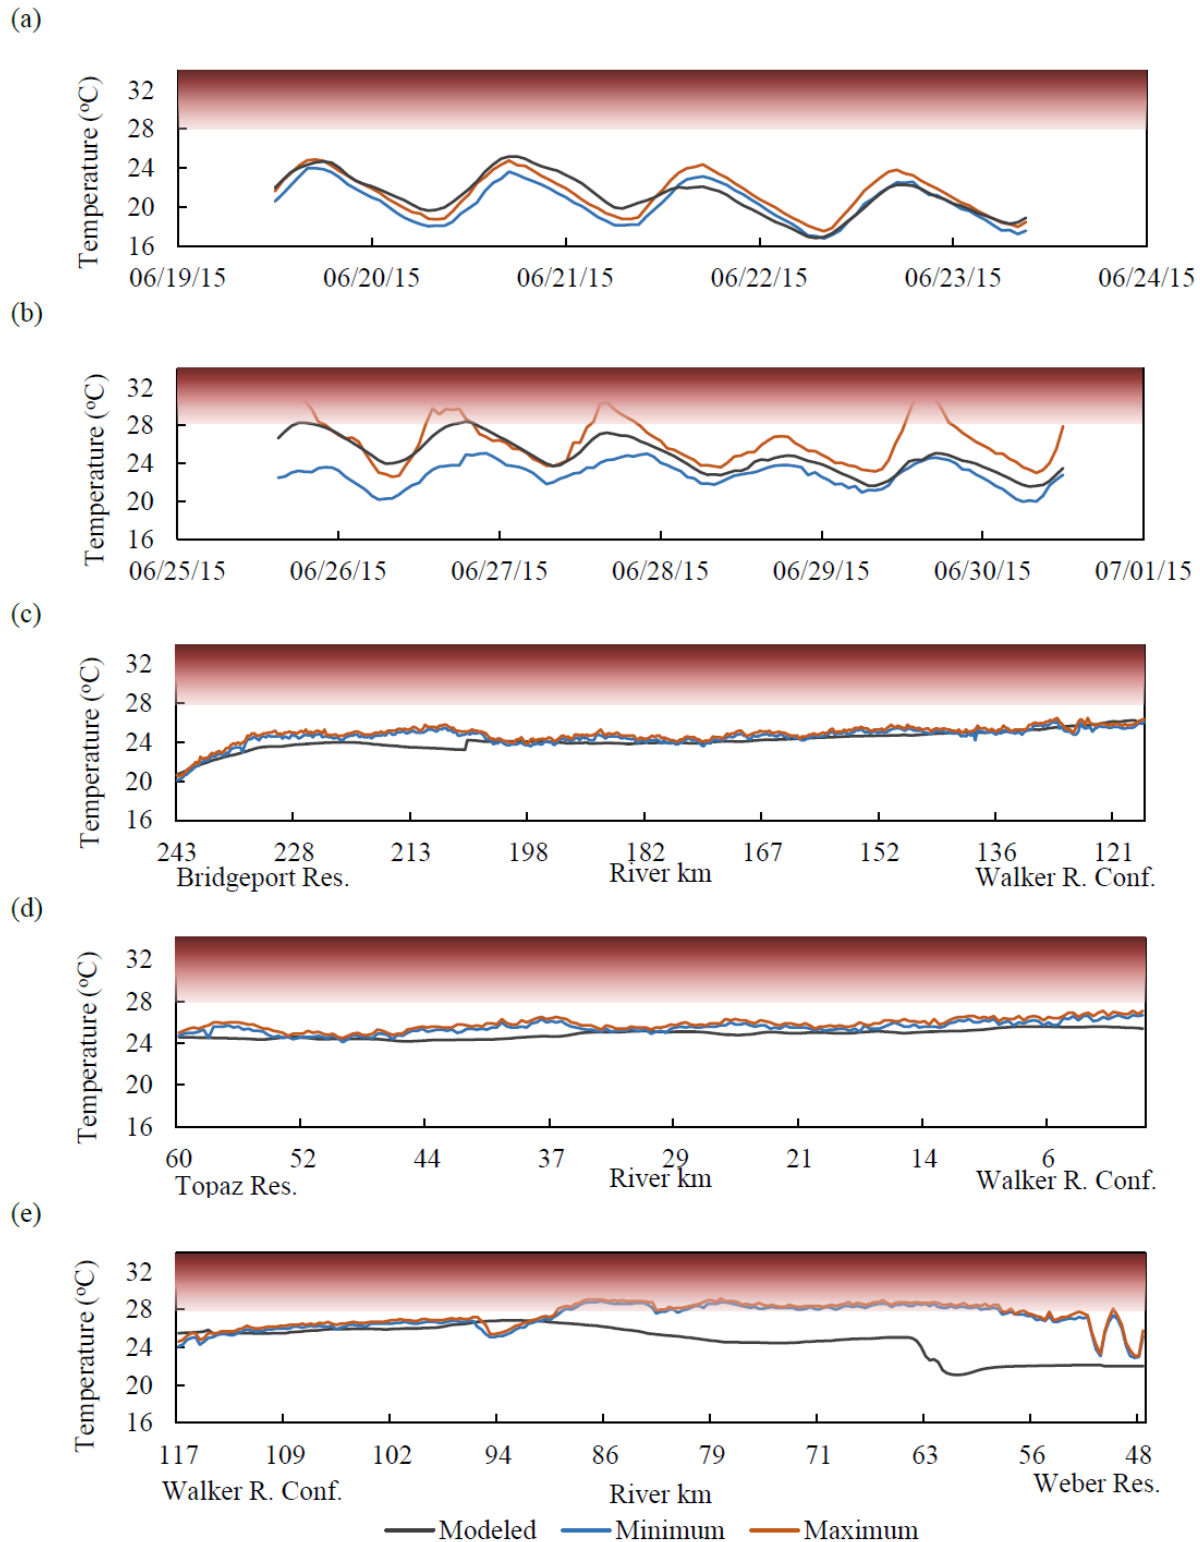 (a)
Temperature (°C)
32
28
24
20
16
06/19/15 06/20/15 06/21/15 06/22/15 06/23/15 06/24/15
(b)
Temperature (°C)
32
28
24
20
16
06/25/15 06/26/15 06/27/15 06/28/15 06/29/15 06/30/15 07/01/15
(c)
Temperature (°C)
32
28
24
20
16
243 228 213 198 182 167 152 136 121
Bridgeport Res. River km Walker R. Conf.
(d)
Temperature (°C)
32
28
24
20
16
60 52 44 37 29 21 14 6
Topaz Res. River km Walker R. Conf.
(e)
Temperature (°C)
32
28
24
20
16
117 109 102 94 86 79 71 63 56 48
Walker R. Conf. River km Weber Res.
Modeled Minimum Maximum